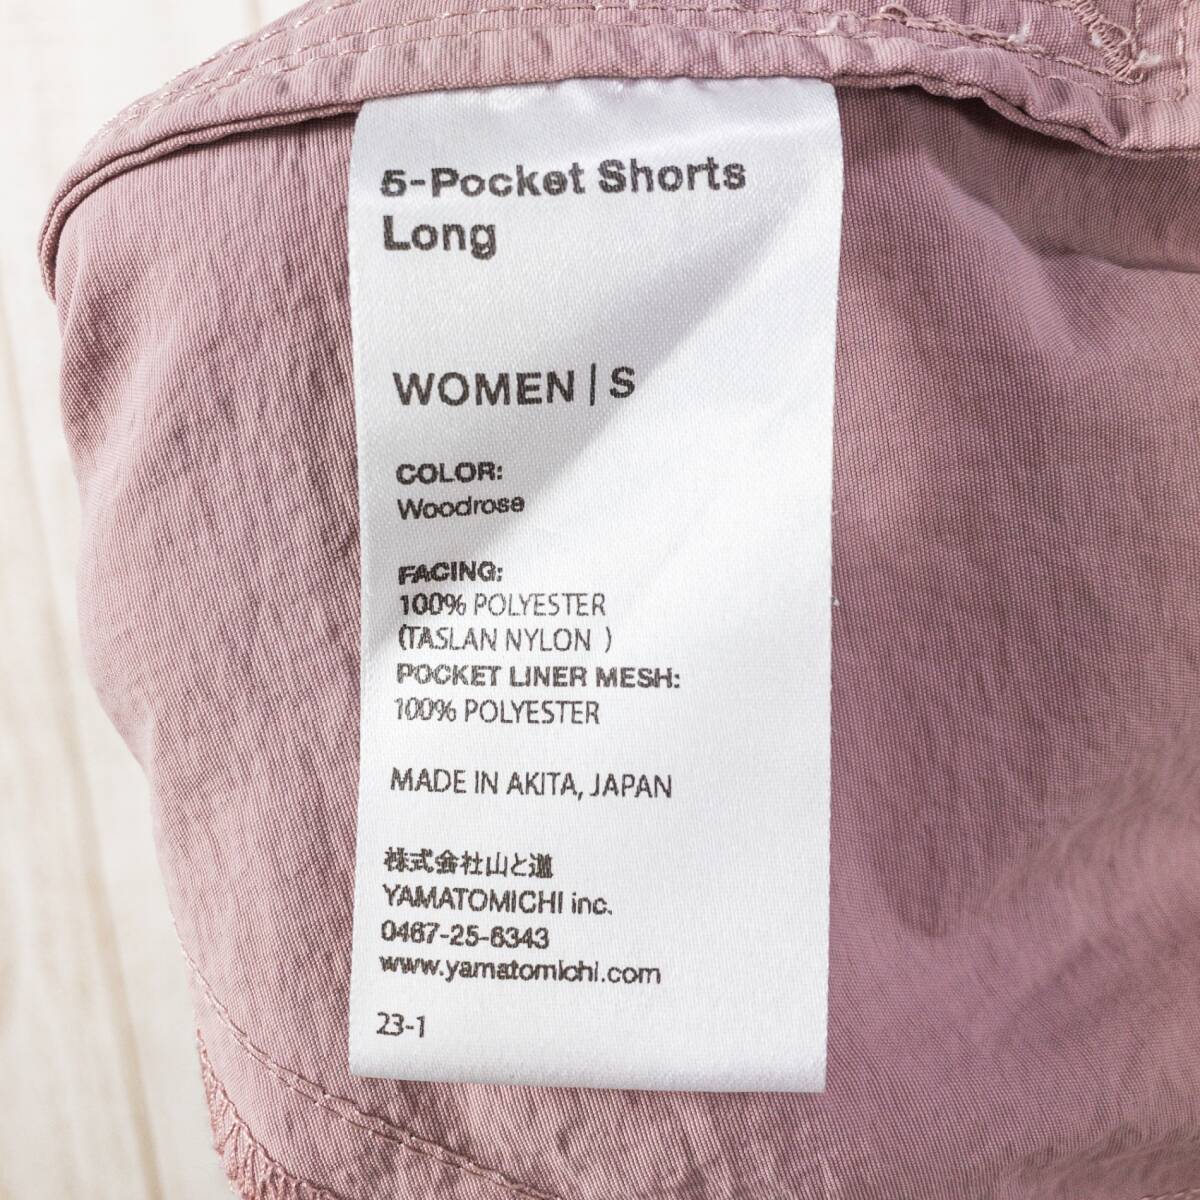 5-Pocket Shorts
Long
WOMEN | S
COLOR:
Woodrose
FACING:
100% POLYESTER
(TASLAN NYLON )
POCKET LINER MESH:
100% POLYESTER
MADE IN AKITA, JAPAN
株式会社山と道
YAMATOMICHI inc.
0467-25-6343
www.yamatomichi.com
23-1